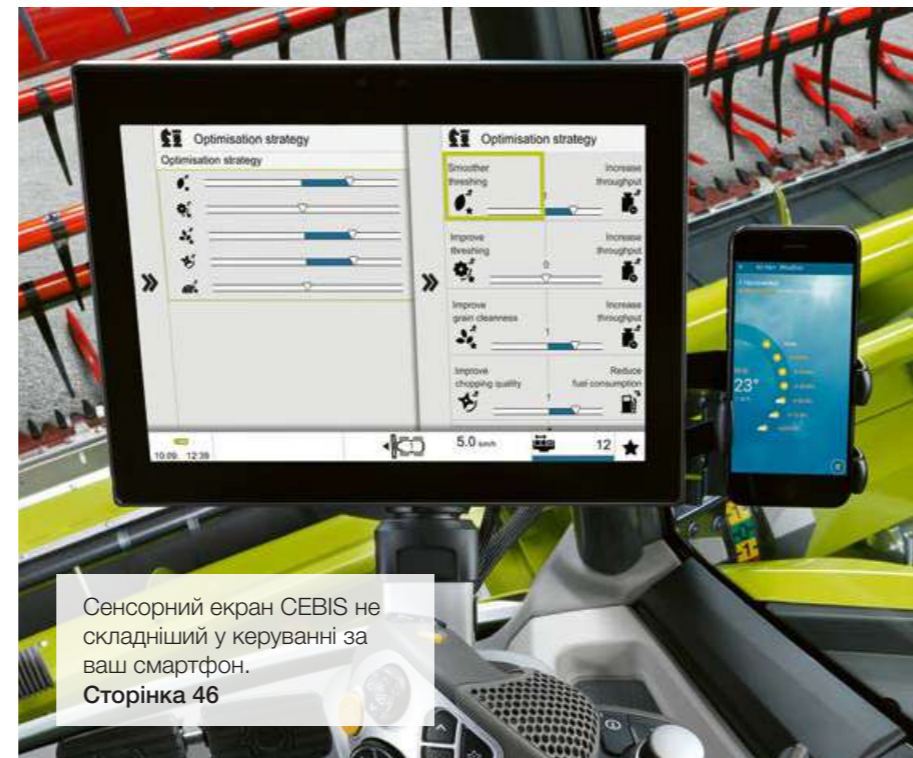 Optimisation strategy
Optimisation strategy
Optimisation strategy
Smoother
threshing
Increase
throughput
Improve
threshing
Increase
throughput
0
Improve
grain cleanness
Increase
throughput
1
Improve
chopping quality
Reduce
fuel consumption
1
10.09. 12:39
5.0 km/h
12
23°
Сенсорний екран CEBIS не
складніший у керуванні за
ваш смартфон.
Сторінка 46